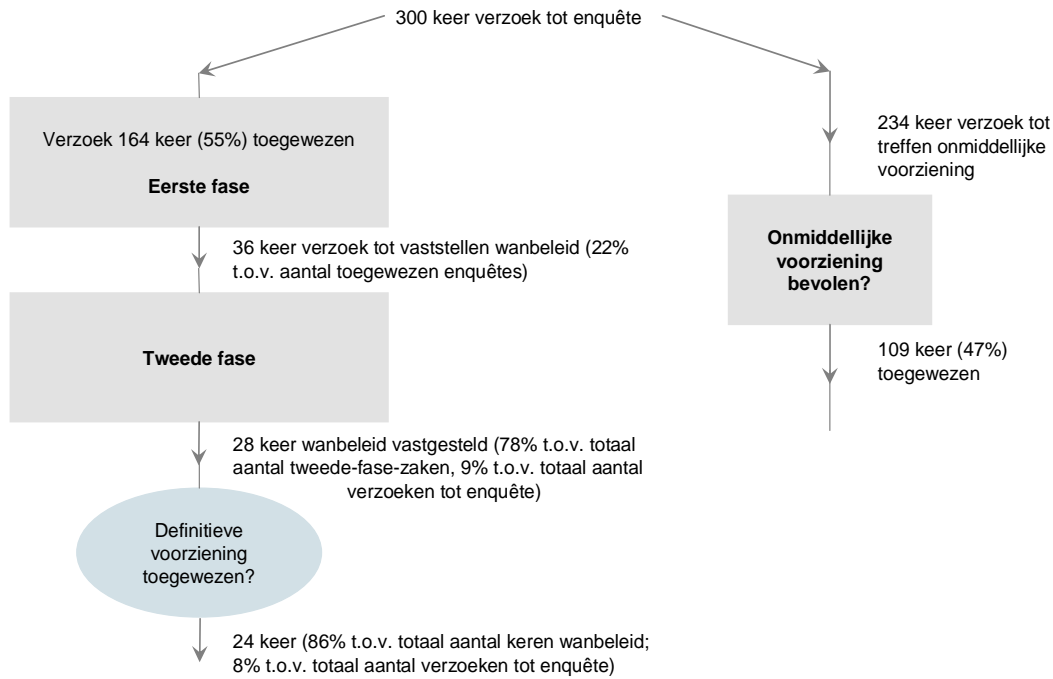 300 keer verzoek tot enquête
Verzoek 164 keer (55%) toegewezen
Eerste fase
36 keer verzoek tot vaststellen wanbeleid (22%
t.o.v. aantal toegewezen enquêtes)
Tweede fase
28 keer wanbeleid vastgesteld (78% t.o.v. totaal
aantal tweede-fase-zaken, 9% t.o.v. totaal aantal
verzoeken tot enquête)
Definitieve
voorziening
toegewezen?
24 keer (86% t.o.v. totaal aantal keren wanbeleid;
8% t.o.v. totaal aantal verzoeken tot enquête)
234 keer verzoek tot
treffen onmiddellijke
voorziening
Onmiddellijke
voorziening
bevolen?
109 keer (47%)
toegewezen